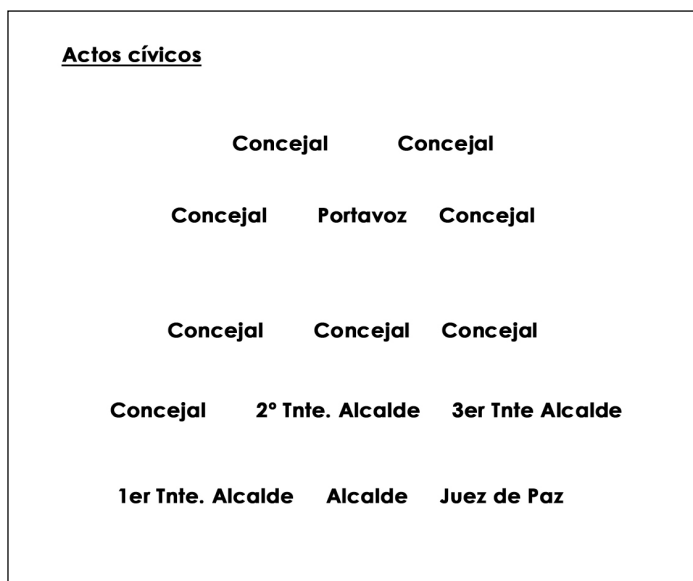 Actos cívicos
Concejal Concejal
Concejal Portavoz Concejal
Concejal Concejal Concejal
Concejal 2º Tnte. Alcalde 3er Tnte Alcalde
1er Tnte. Alcalde Alcalde Juez de Paz